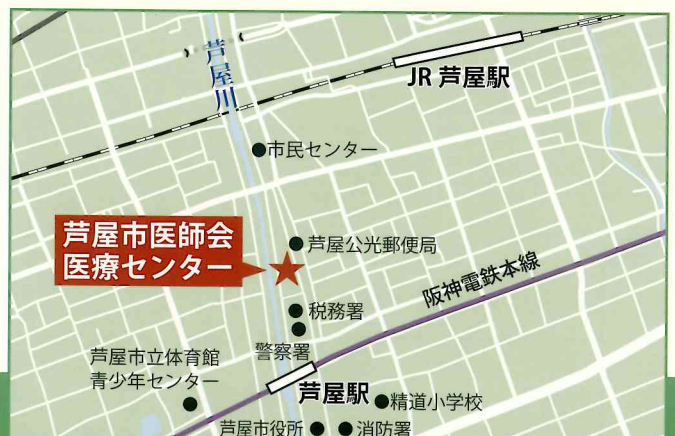 芦屋川
JR 芦屋駅
市民センター
芦屋市医師会
医療センター
芦屋公光郵便局
阪神電鉄本線
税務署
警察署
芦屋市立体育館
青少年センター
芦屋駅
精道小学校
芦屋市役所
消防署